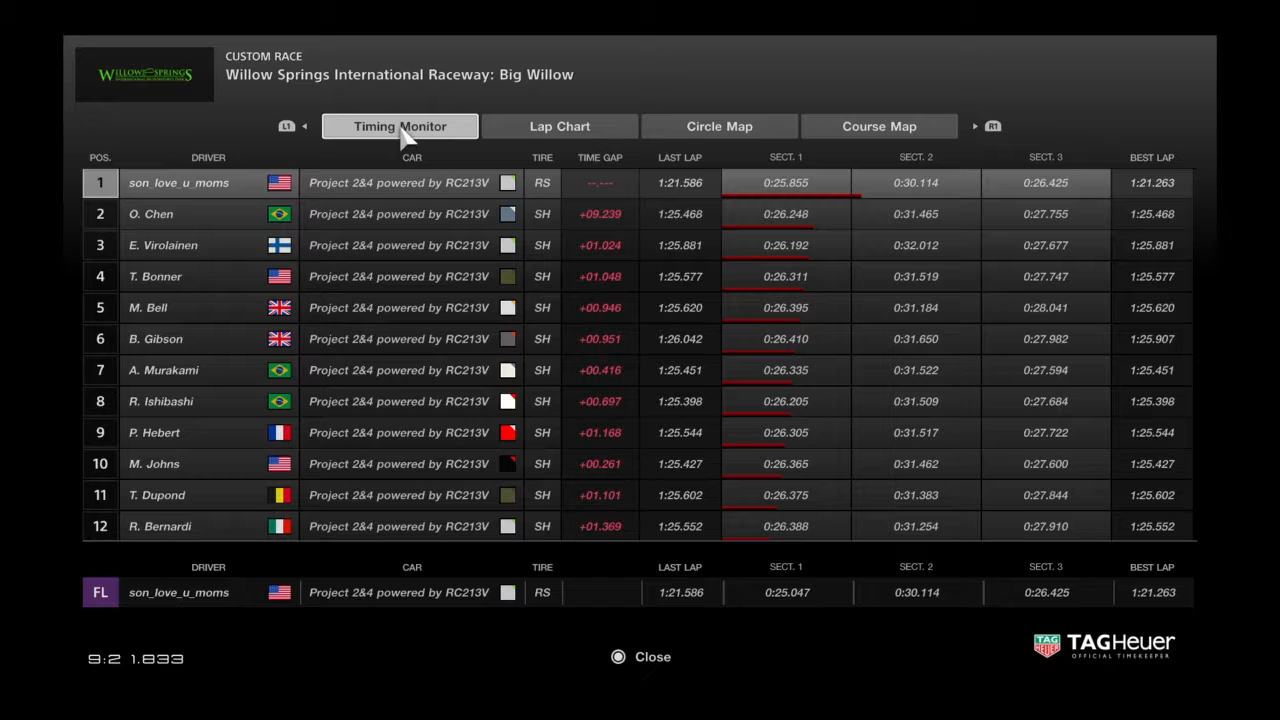 WILLOW SPRINGS
CUSTOM RACE
Willow Springs International Raceway: Big Willow
L1 Timing Monitor Lap Chart Circle Map Course Map R1
POS. DRIVER CAR TIRE TIME GAP LAST LAP SECT. 1 SECT. 2 SECT. 3 BEST LAP
1 son_love_u_moms Project 2&4 powered by RC213V RS --.--- 1:21.586 0:25.855 0:30.114 0:26.425 1:21.263
2 O. Chen Project 2&4 powered by RC213V SH +09.239 1:25.468 0:26.248 0:31.465 0:27.755 1:25.468
3 E. Virolainen Project 2&4 powered by RC213V SH +01.024 1:25.881 0:26.192 0:32.012 0:27.677 1:25.881
4 T. Bonner Project 2&4 powered by RC213V SH +01.048 1:25.577 0:26.311 0:31.519 0:27.747 1:25.577
5 M. Bell Project 2&4 powered by RC213V SH +00.946 1:25.620 0:26.395 0:31.184 0:28.041 1:25.620
6 B. Gibson Project 2&4 powered by RC213V SH +00.951 1:26.042 0:26.410 0:31.650 0:27.982 1:25.907
7 A. Murakami Project 2&4 powered by RC213V SH +00.416 1:25.451 0:26.335 0:31.522 0:27.594 1:25.451
8 R. Ishibashi Project 2&4 powered by RC213V SH +00.697 1:25.398 0:26.205 0:31.509 0:27.684 1:25.398
9 P. Hebert Project 2&4 powered by RC213V SH +01.168 1:25.544 0:26.305 0:31.517 0:27.722 1:25.544
10 M. Johns Project 2&4 powered by RC213V SH +00.261 1:25.427 0:26.365 0:31.462 0:27.600 1:25.427
11 T. Dupond Project 2&4 powered by RC213V SH +01.101 1:25.602 0:26.375 0:31.383 0:27.844 1:25.602
12 R. Bernardi Project 2&4 powered by RC213V SH +01.369 1:25.552 0:26.388 0:31.254 0:27.910 1:25.552
DRIVER CAR TIRE LAST LAP SECT. 1 SECT. 2 SECT. 3 BEST LAP
FL son_love_u_moms Project 2&4 powered by RC213V RS 1:21.586 0:25.047 0:30.114 0:26.425 1:21.263
9:2 1.833
Close
TAG HEUER
TAGHeuer
OFFICIAL TIMEKEEPER